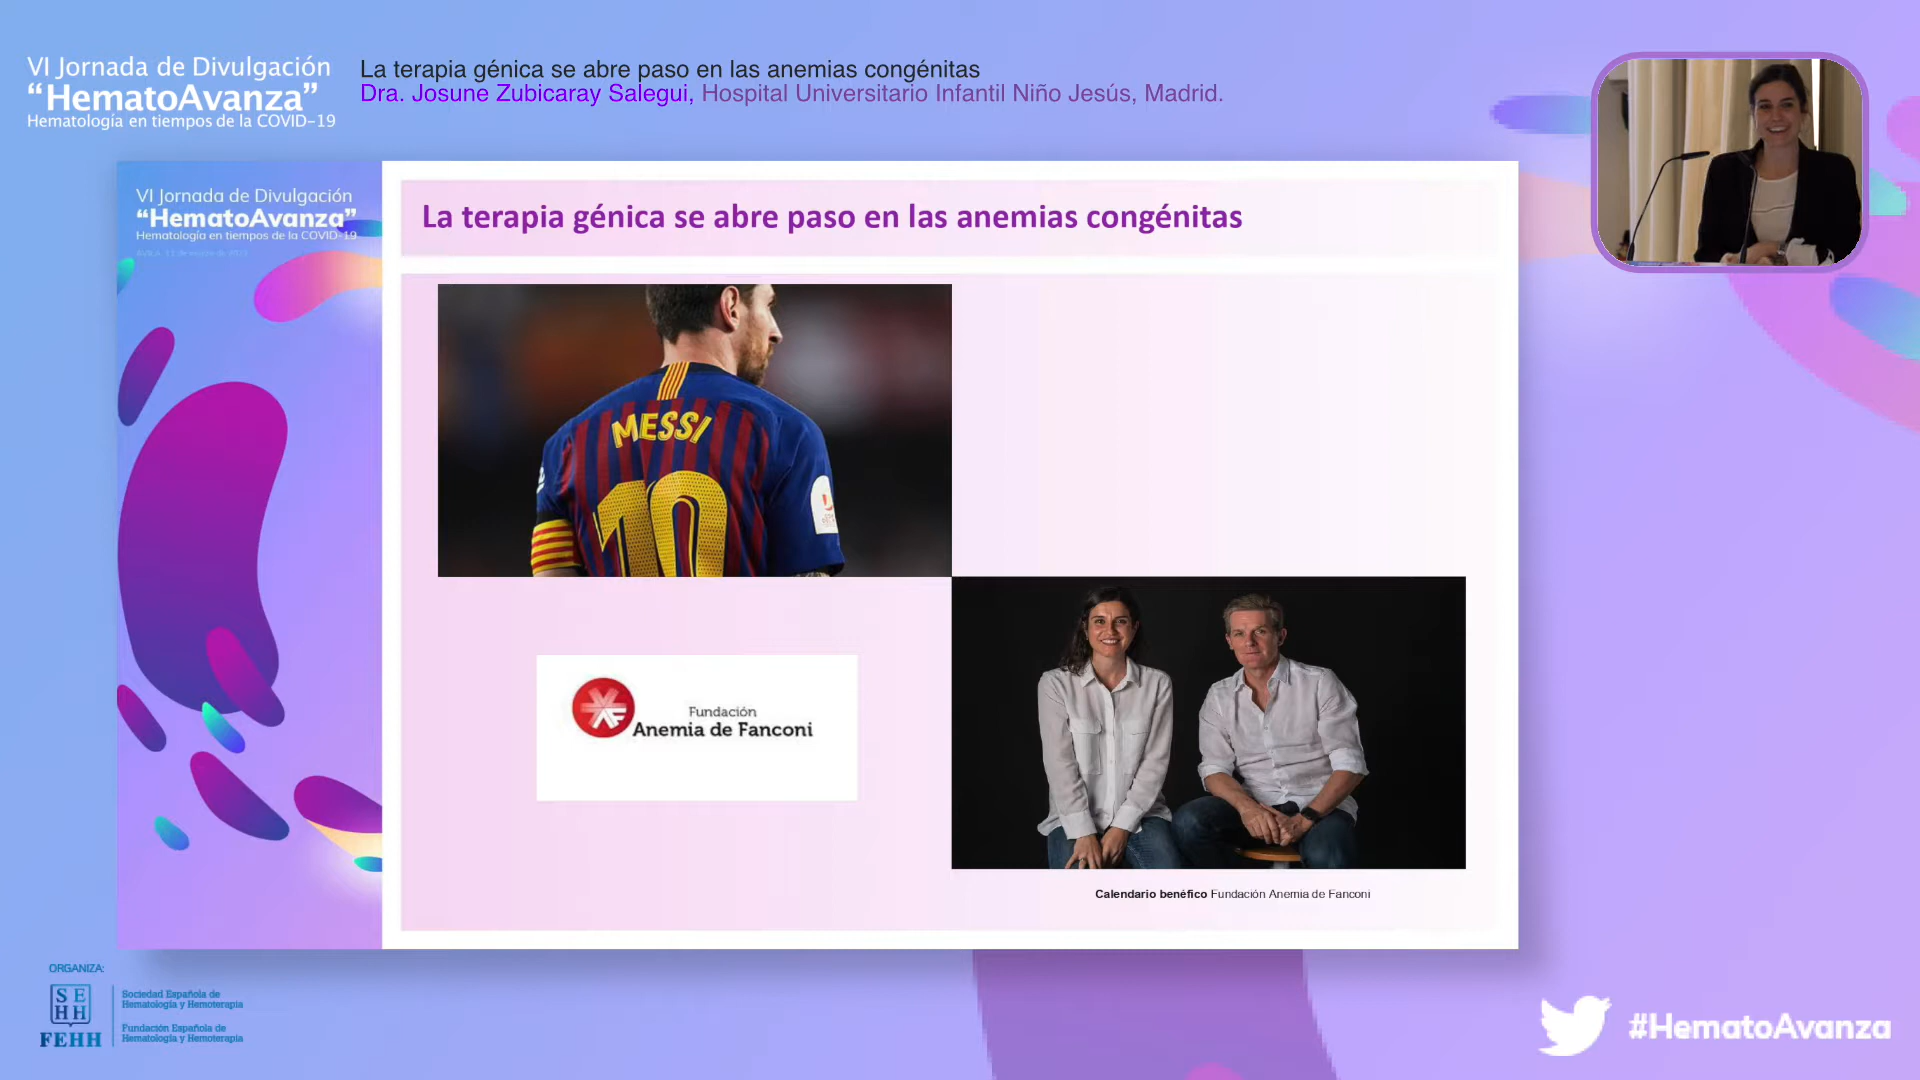 VI Jornada de Divulgación
“HematoAvanza”
Hematología en tiempos de la COVID-19
La terapia génica se abre paso en las anemias congénitas
Dra. Josune Zubicaray Salegui, Hospital Universitario Infantil Niño Jesús, Madrid.
VI Jornada de Divulgación
“HematoAvanza”
Hematología en tiempos de la COVID-19
La terapia génica se abre paso en las anemias congénitas
MESSI
10
Fundación
Anemia de Fanconi
Calendario benéfico Fundación Anemia de Fanconi
ORGANIZA:
SE
HH
FEHH
Sociedad Española de
Hematología y Hemoterapia
Fundación Española de
Hematología y Hemoterapia
#HematoAvanza